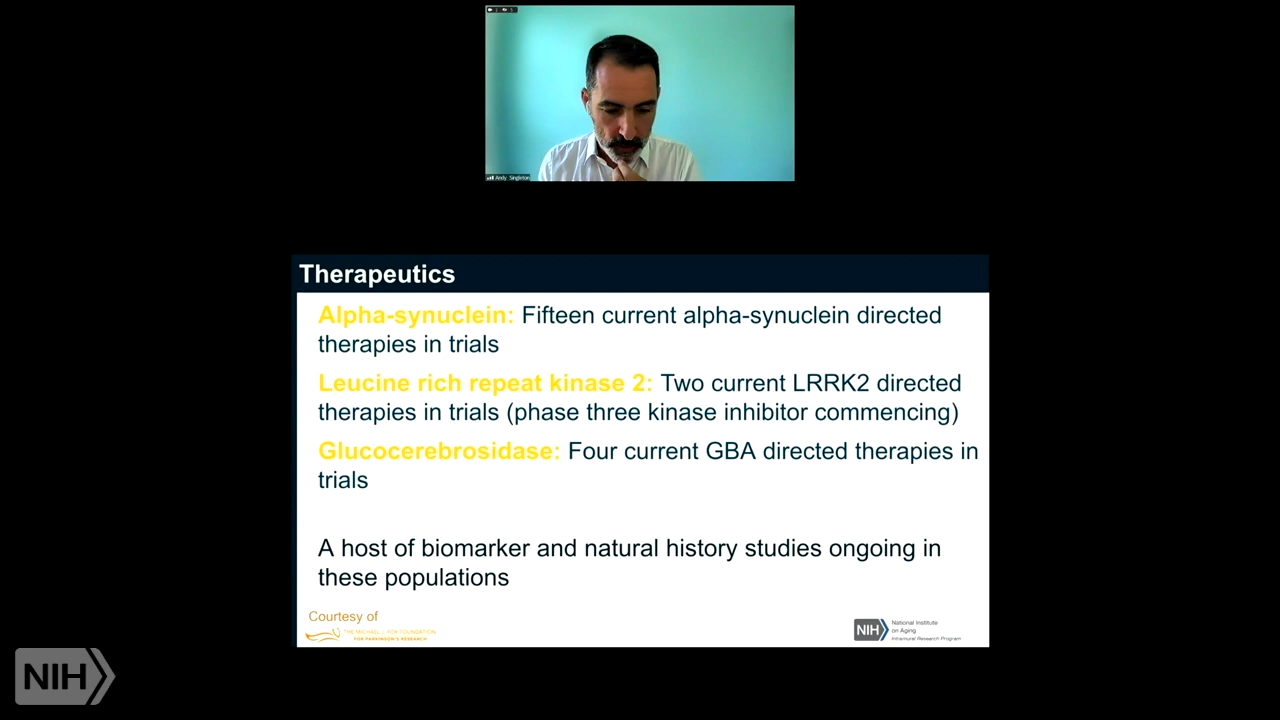 Andy Singleton
Therapeutics
Alpha-synuclein: Fifteen current alpha-synuclein directed
therapies in trials
Leucine rich repeat kinase 2: Two current LRRK2 directed
therapies in trials (phase three kinase inhibitor commencing)
Glucocerebrosidase: Four current GBA directed therapies in
trials
A host of biomarker and natural history studies ongoing in
these populations
Courtesy of
THE MICHAEL J. FOX FOUNDATION
FOR PARKINSON'S RESEARCH
NIH
National Institute
on Aging
Intramural Research Program
NIH